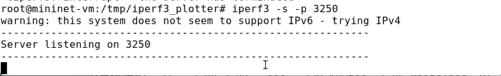 root@mininet-vm:/tmp/iperf3_plotter# iperf3 -s -p 3250
warning: this system does not seem to support IPv6 - trying IPv4
-----------------------------------------------------------
Server listening on 3250
-----------------------------------------------------------